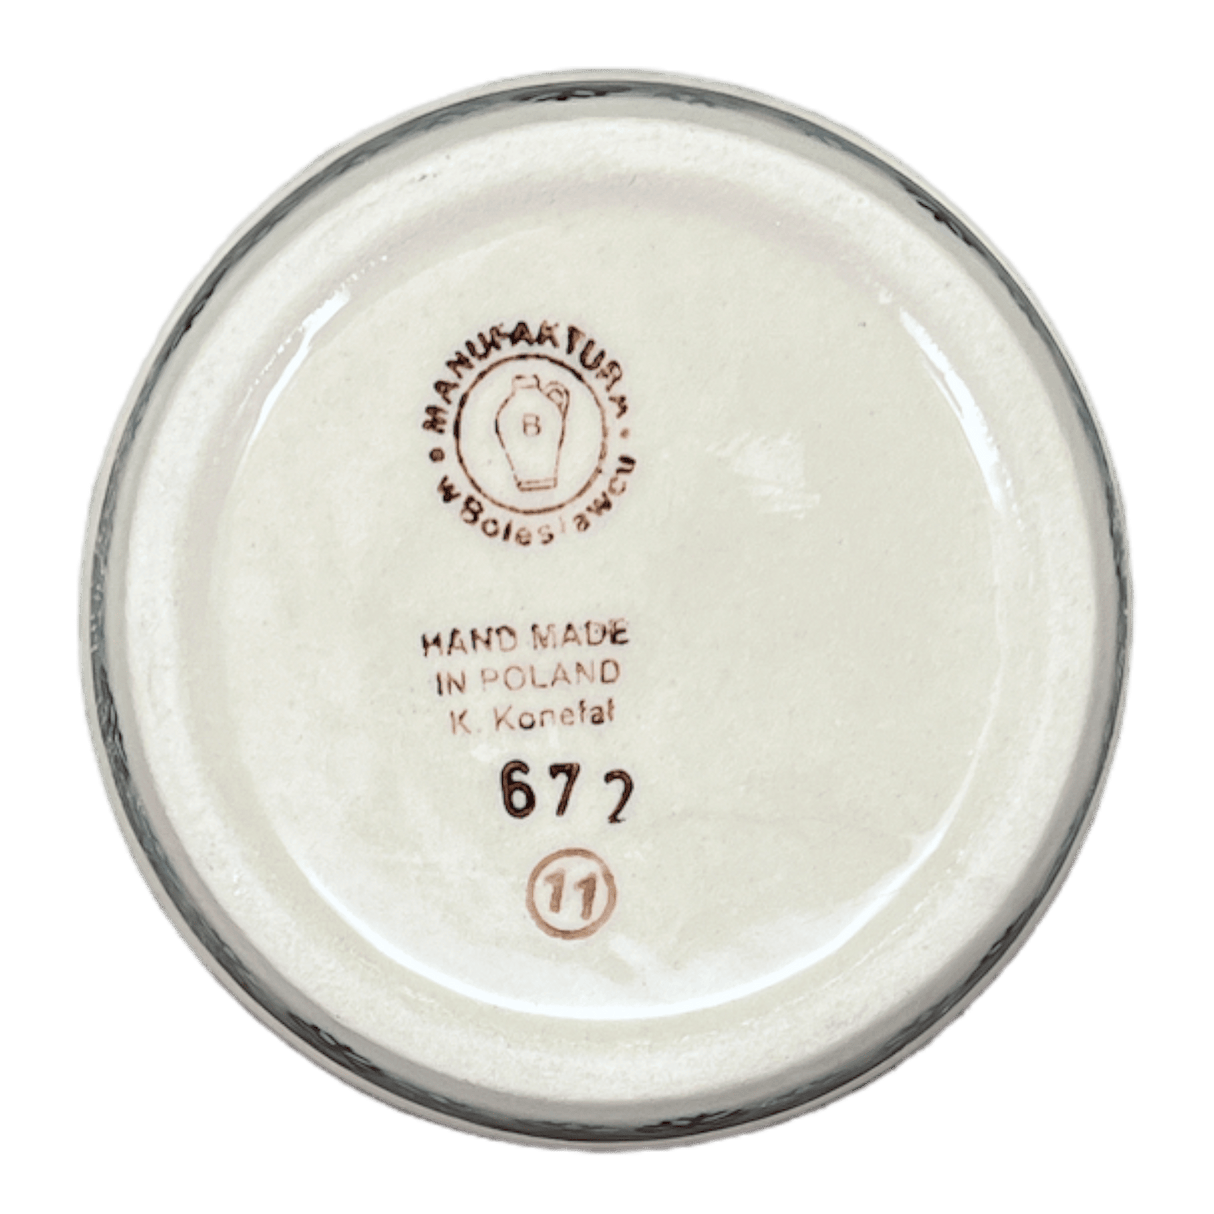 MANUFAKTURA
w Bolesławcu
B
HAND MADE
IN POLAND
K. Konefał
672
11